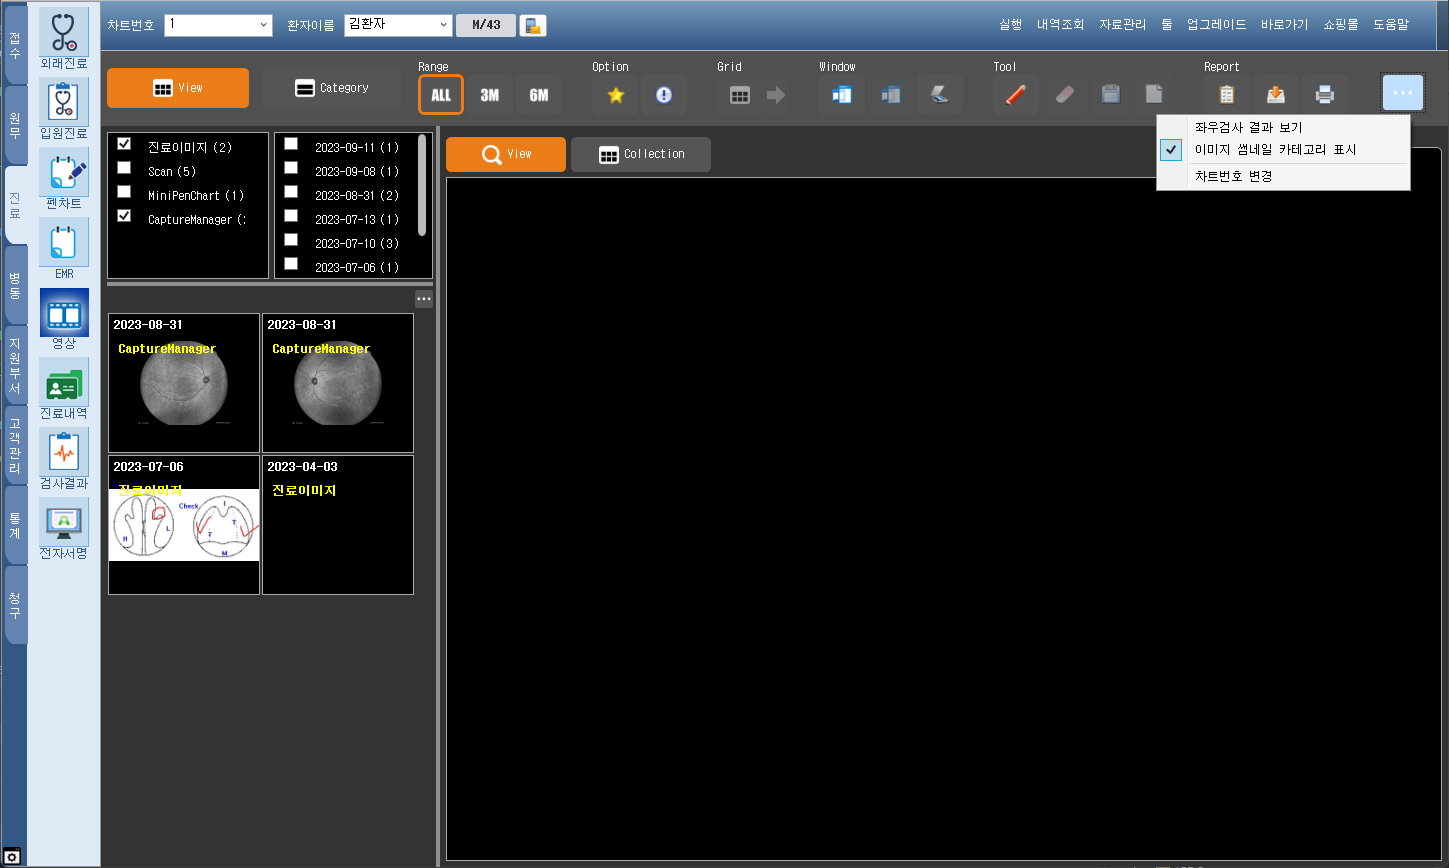 차트번호 1 환자이름 김환자 M/43 실행 내역조회 자료관리 툴 업그레이드 바로가기 쇼핑몰 도움말
접수
원무
진료
병동
지원부서
고객관리
통계
청구
외래진료
입원진료
펜차트
EMR
영상
진료내역
검사결과
전자서명
View Category
Range Option Grid Window Tool Report
ALL 3M 6M
좌우검사 결과 보기
이미지 썸네일 카테고리 표시
차트번호 변경
진료이미지 (2)
Scan (5)
MiniPenChart (1)
CaptureManager (
2023-09-11 (1)
2023-09-08 (1)
2023-08-31 (2)
2023-07-13 (1)
2023-07-10 (3)
2023-07-06 (1)
View Collection
2023-08-31
CaptureManager
2023-08-31
CaptureManager
2023-07-06
진료이미지
Check
H L
I
T T
M
2023-04-03
진료이미지